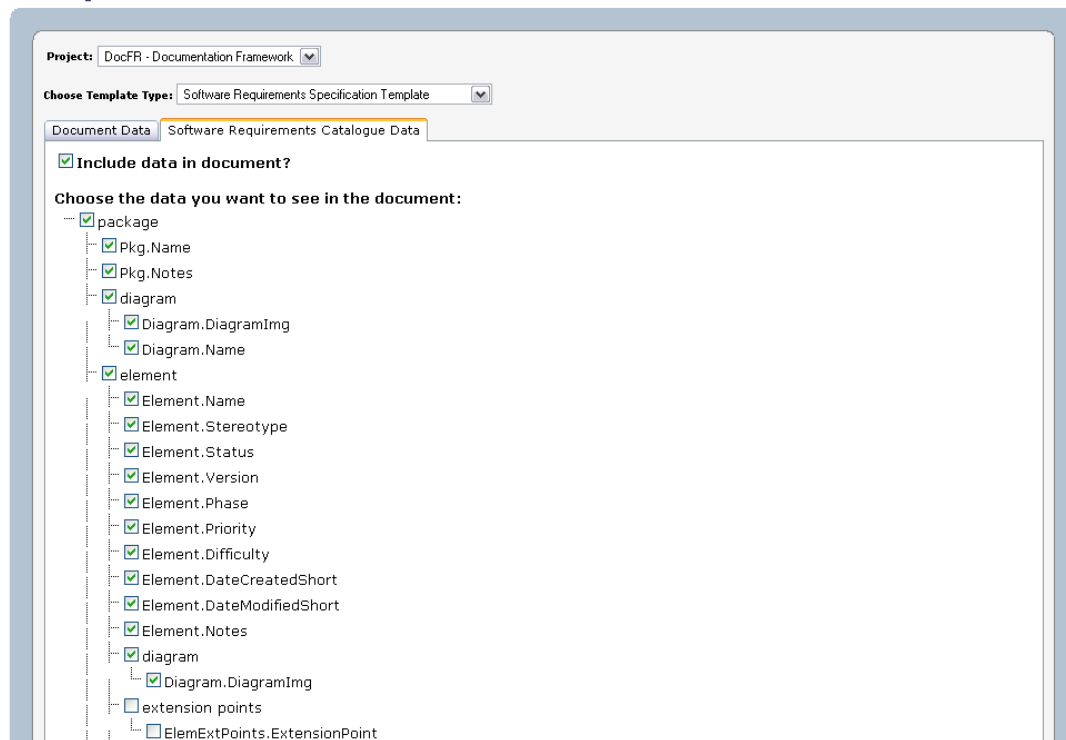 Project: DocFR - Documentation Framework
Choose Template Type: Software Requirements Specification Template
Document Data Software Requirements Catalogue Data
Include data in document?
Choose the data you want to see in the document:
package
Pkg.Name
Pkg.Notes
diagram
Diagram.DiagramImg
Diagram.Name
element
Element.Name
Element.Stereotype
Element.Status
Element.Version
Element.Phase
Element.Priority
Element.Difficulty
Element.DateCreatedShort
Element.DateModifiedShort
Element.Notes
diagram
Diagram.DiagramImg
extension points
ElemExtPoints.ExtensionPoint